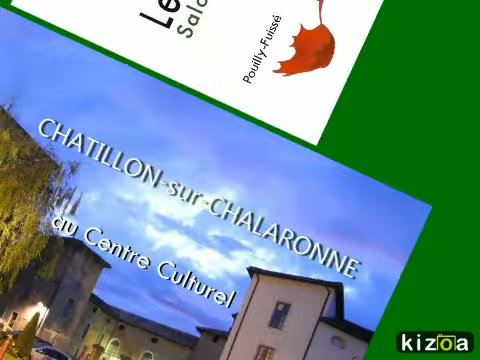 Le
Salo
Pouilly-Fuissé
CHATILLON-sur-CHALARONNE
au Centre Culturel
kizoa